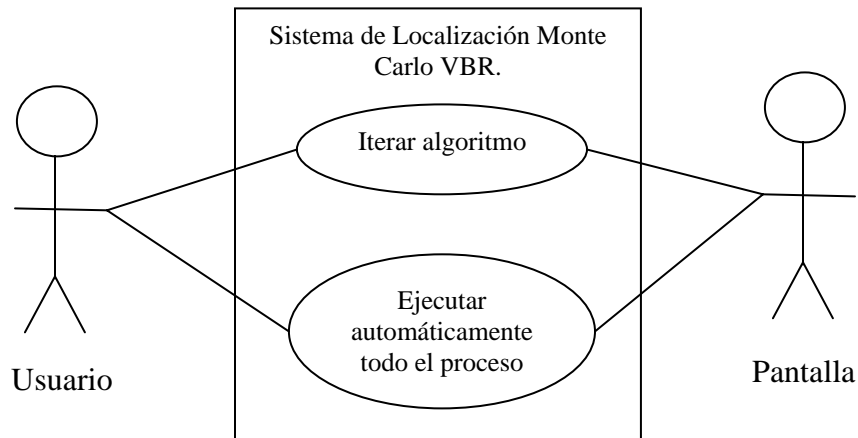 Sistema de Localización Monte
Carlo VBR.
Iterar algoritmo
Ejecutar
automáticamente
todo el proceso
Usuario
Pantalla